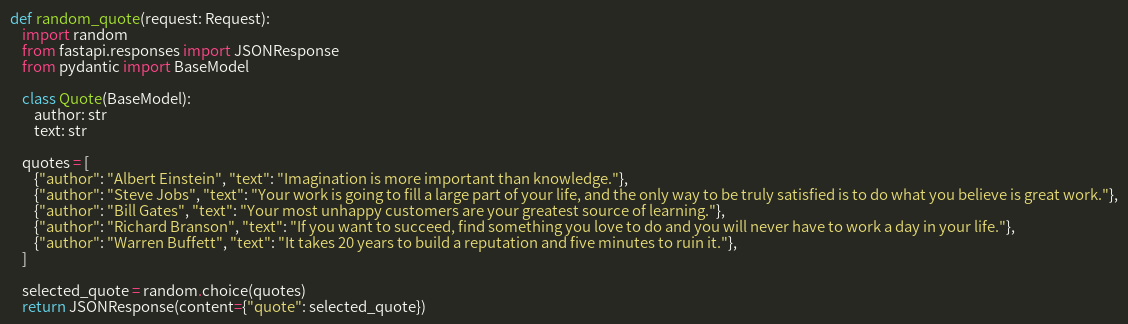 def random_quote(request: Request):
    import random
    from fastapi.responses import JSONResponse
    from pydantic import BaseModel

    class Quote(BaseModel):
        author: str
        text: str

    quotes = [
        {"author": "Albert Einstein", "text": "Imagination is more important than knowledge."},
        {"author": "Steve Jobs", "text": "Your work is going to fill a large part of your life, and the only way to be truly satisfied is to do what you believe is great work."},
        {"author": "Bill Gates", "text": "Your most unhappy customers are your greatest source of learning."},
        {"author": "Richard Branson", "text": "If you want to succeed, find something you love to do and you will never have to work a day in your life."},
        {"author": "Warren Buffett", "text": "It takes 20 years to build a reputation and five minutes to ruin it."},
    ]

    selected_quote = random.choice(quotes)
    return JSONResponse(content={"quote": selected_quote})